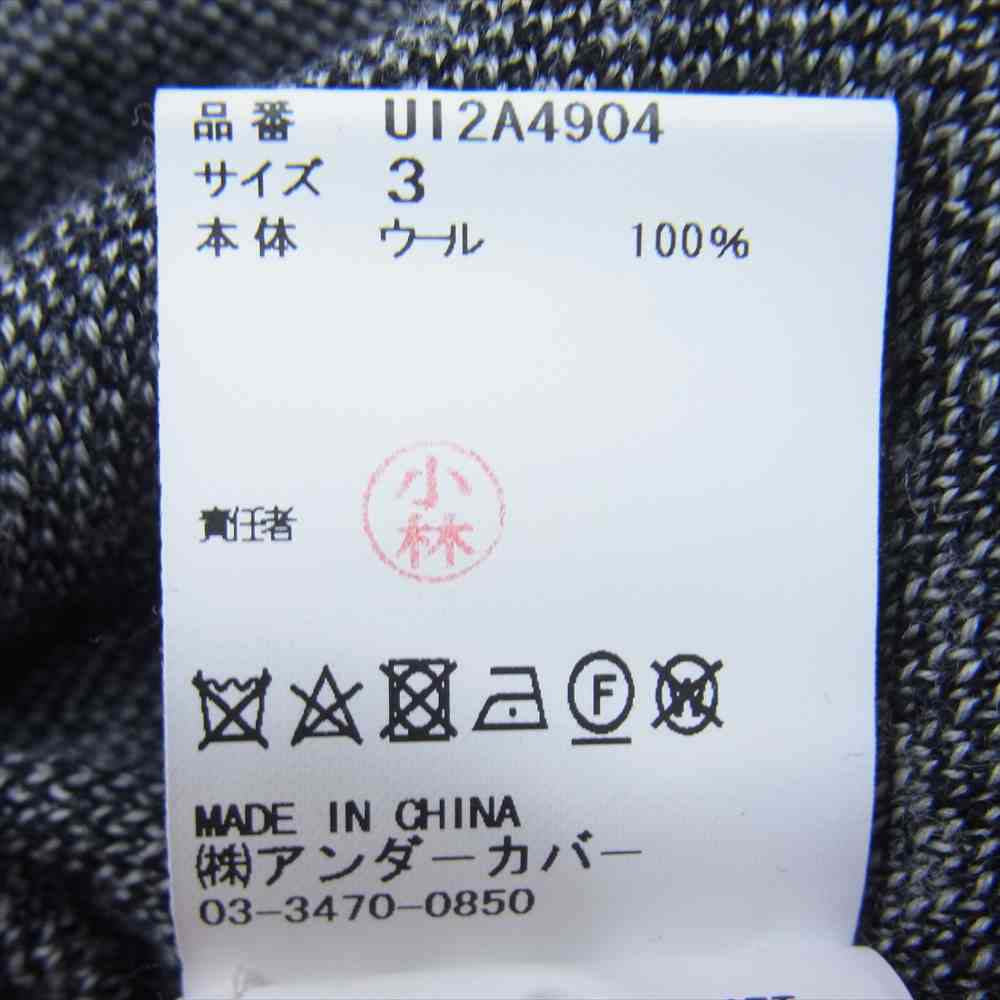 品番 UI2A4904
サイズ 3
本体 ウール 100%
責任者 小林
F W
MADE IN CHINA
㈱アンダーカバー
03-3470-0850